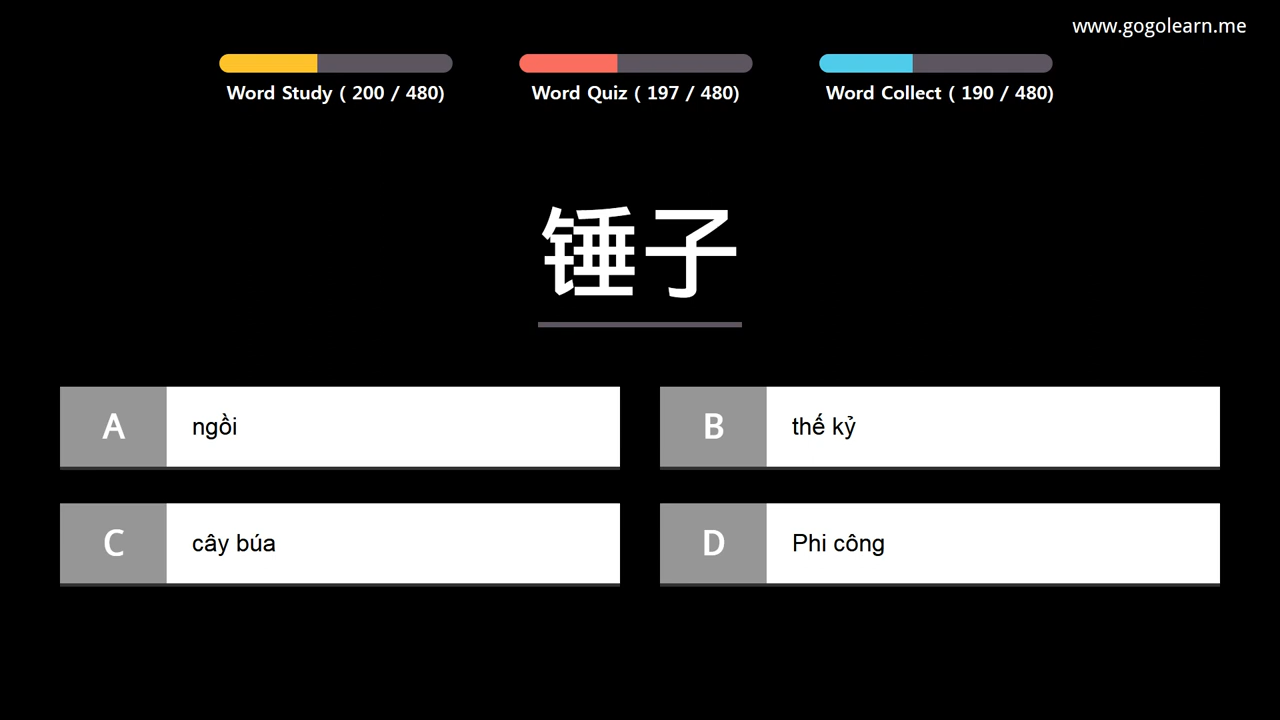 www.gogolearn.me
Word Study ( 200 / 480)
Word Quiz ( 197 / 480)
Word Collect ( 190 / 480)
锤子
A
ngồi
B
thế kỷ
C
cây búa
D
Phi công